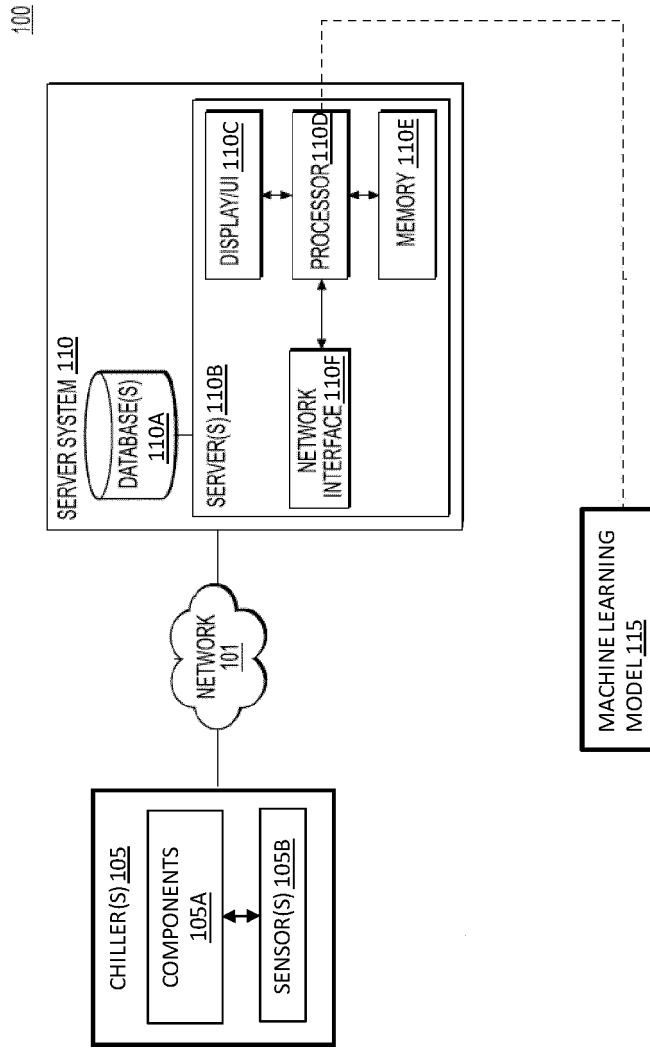 100
CHILLER(S) 105
COMPONENTS
105A
SENSOR(S) 105B
NETWORK
101
SERVER SYSTEM 110
DATABASE(S)
110A
SERVER(S) 110B
NETWORK
INTERFACE 110F
DISPLAY/UI 110C
PROCESSOR 110D
MEMORY 110E
MACHINE LEARNING
MODEL 115